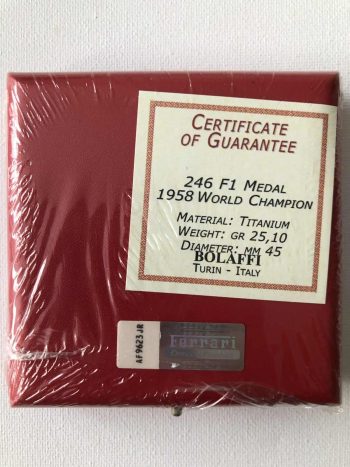 CERTIFICATE
OF GUARANTEE
246 F1 MEDAL
1958 WORLD CHAMPION
MATERIAL: TITANIUM
WEIGHT: GR 25,10
DIAMETER: MM 45
BOLAFFI
TURIN - ITALY
AF9623JR
Ferrari